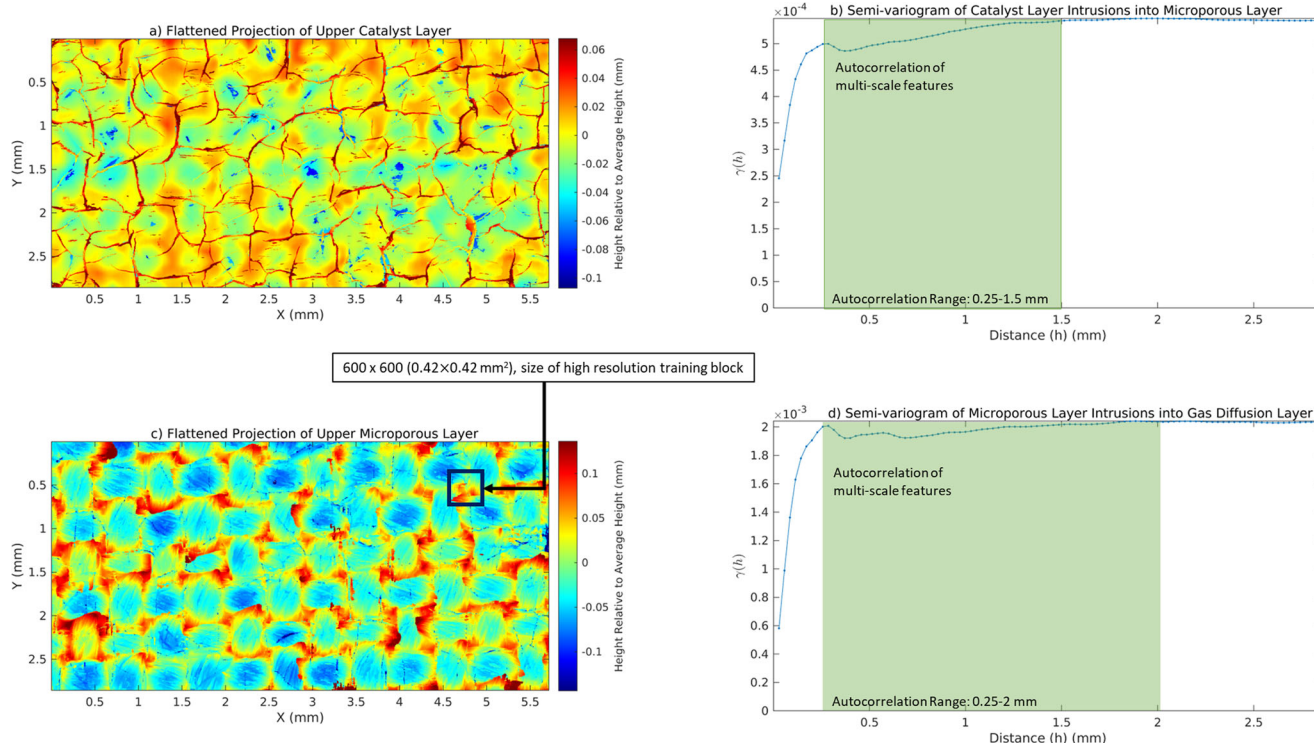 a) Flattened Projection of Upper Catalyst Layer
0.5
1
1.5
2
2.5
Y (mm)
0.5 1 1.5 2 2.5 3 3.5 4 4.5 5 5.5
X (mm)
0.06
0.04
0.02
0
-0.02
-0.04
-0.06
-0.08
-0.1
Height Relative to Average Height (mm)
b) Semi-variogram of Catalyst Layer Intrusions into Microporous Layer
×10⁻⁴
5
4.5
4
3.5
3
2.5
2
1.5
1
0.5
0
γ(h)
Autocorrelation of
multi-scale features
Autocprrelation Range: 0.25-1.5 mm
0.5 1 1.5 2 2.5
Distance (h) (mm)
600 x 600 (0.42×0.42 mm²), size of high resolution training block
c) Flattened Projection of Upper Microporous Layer
0.5
1
1.5
2
2.5
Y (mm)
0.5 1 1.5 2 2.5 3 3.5 4 4.5 5 5.5
X (mm)
0.1
0.05
0
-0.05
-0.1
Height Relative to Average Height (mm)
d) Semi-variogram of Microporous Layer Intrusions into Gas Diffusion Layer
×10⁻³
2
1.8
1.6
1.4
1.2
1
0.8
0.6
0.4
0.2
0
γ(h)
Autocorrelation of
multi-scale features
Autocprrelation Range: 0.25-2 mm
0.5 1 1.5 2 2.5
Distance (h) (mm)